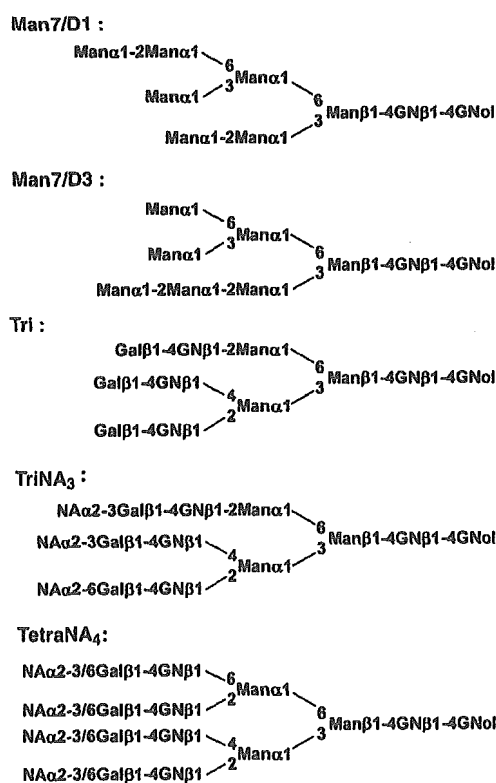 Man7/D1 :
Manα1-2Manα1
6
Manα1
Manα1
3
6
Manβ1-4GNβ1-4GNol
3
Manα1-2Manα1
Man7/D3 :
Manα1
6
Manα1
Manα1
3
6
Manβ1-4GNβ1-4GNol
3
Manα1-2Manα1-2Manα1
Tri :
Galβ1-4GNβ1-2Manα1
6
Manβ1-4GNβ1-4GNol
Galβ1-4GNβ1
4
3
Manα1
2
Galβ1-4GNβ1
TriNA₃ :
NAα2-3Galβ1-4GNβ1-2Manα1
6
Manβ1-4GNβ1-4GNol
NAα2-3Galβ1-4GNβ1
4
3
Manα1
2
NAα2-6Galβ1-4GNβ1
TetraNA₄:
NAα2-3/6Galβ1-4GNβ1
6
Manα1
2
NAα2-3/6Galβ1-4GNβ1
6
Manβ1-4GNβ1-4GNol
3
NAα2-3/6Galβ1-4GNβ1
4
Manα1
2
NAα2-3/6Galβ1-4GNβ1